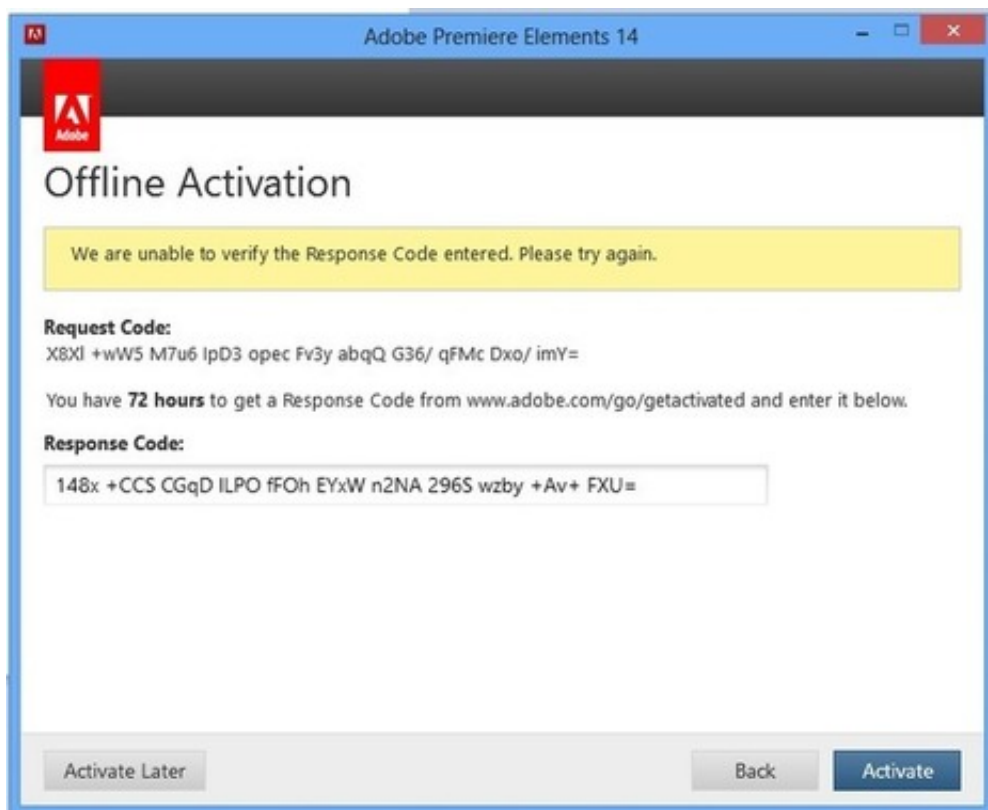 Adobe Premiere Elements 14
Adobe
Offline Activation
We are unable to verify the Response Code entered. Please try again.
Request Code:
X8Xl +wW5 M7u6 IpD3 opec Fv3y abqQ G36/ qFMc Dxo/ imY=
You have 72 hours to get a Response Code from www.adobe.com/go/getactivated and enter it below.
Response Code:
148x +CCS CGqD ILPO fFOh EYxW n2NA 296S wzby +Av+ FXU=
Activate Later
Back
Activate